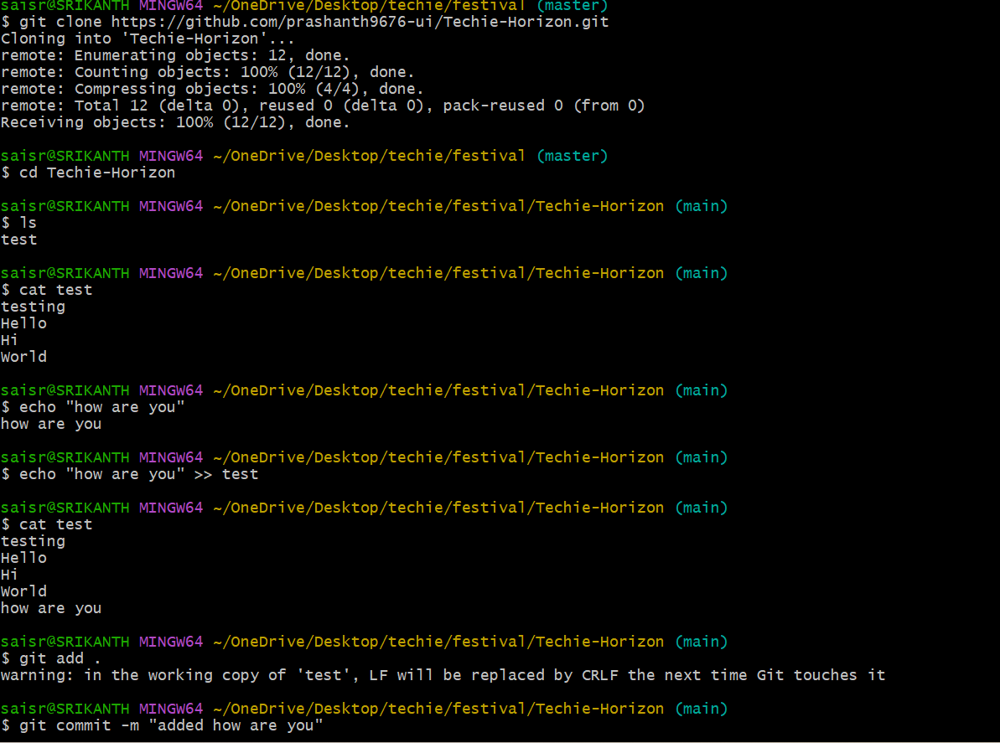 saisr@SRIKANTH MINGW64 ~/OneDrive/Desktop/techie/festival (master)
$ git clone https://github.com/prashanth9676-ui/Techie-Horizon.git
Cloning into 'Techie-Horizon'...
remote: Enumerating objects: 12, done.
remote: Counting objects: 100% (12/12), done.
remote: Compressing objects: 100% (4/4), done.
remote: Total 12 (delta 0), reused 0 (delta 0), pack-reused 0 (from 0)
Receiving objects: 100% (12/12), done.

saisr@SRIKANTH MINGW64 ~/OneDrive/Desktop/techie/festival (master)
$ cd Techie-Horizon

saisr@SRIKANTH MINGW64 ~/OneDrive/Desktop/techie/festival/Techie-Horizon (main)
$ ls
test

saisr@SRIKANTH MINGW64 ~/OneDrive/Desktop/techie/festival/Techie-Horizon (main)
$ cat test
testing
Hello
Hi
World

saisr@SRIKANTH MINGW64 ~/OneDrive/Desktop/techie/festival/Techie-Horizon (main)
$ echo "how are you"
how are you

saisr@SRIKANTH MINGW64 ~/OneDrive/Desktop/techie/festival/Techie-Horizon (main)
$ echo "how are you" >> test

saisr@SRIKANTH MINGW64 ~/OneDrive/Desktop/techie/festival/Techie-Horizon (main)
$ cat test
testing
Hello
Hi
World
how are you

saisr@SRIKANTH MINGW64 ~/OneDrive/Desktop/techie/festival/Techie-Horizon (main)
$ git add .
warning: in the working copy of 'test', LF will be replaced by CRLF the next time Git touches it

saisr@SRIKANTH MINGW64 ~/OneDrive/Desktop/techie/festival/Techie-Horizon (main)
$ git commit -m "added how are you"